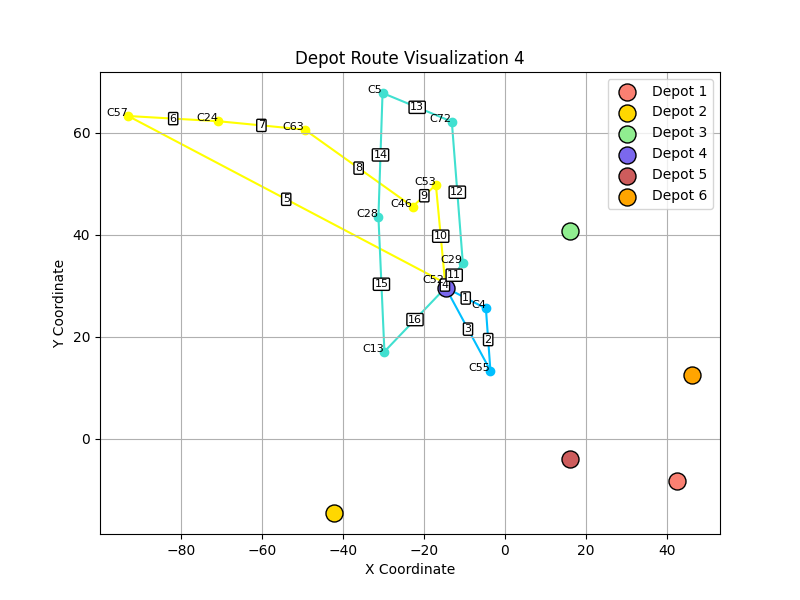 Depot Route Visualization 4
Depot 1
Depot 2
Depot 3
Depot 4
Depot 5
Depot 6
C5
13
C72
C57
6
C24
7
C63
14
8
C53
12
C46
9
5
C28
10
C29
11
C52
4
15
1
C4
16
3
2
C13
C55
60
40
20
0
Y Coordinate
−80
−60
−40
−20
0
20
40
X Coordinate